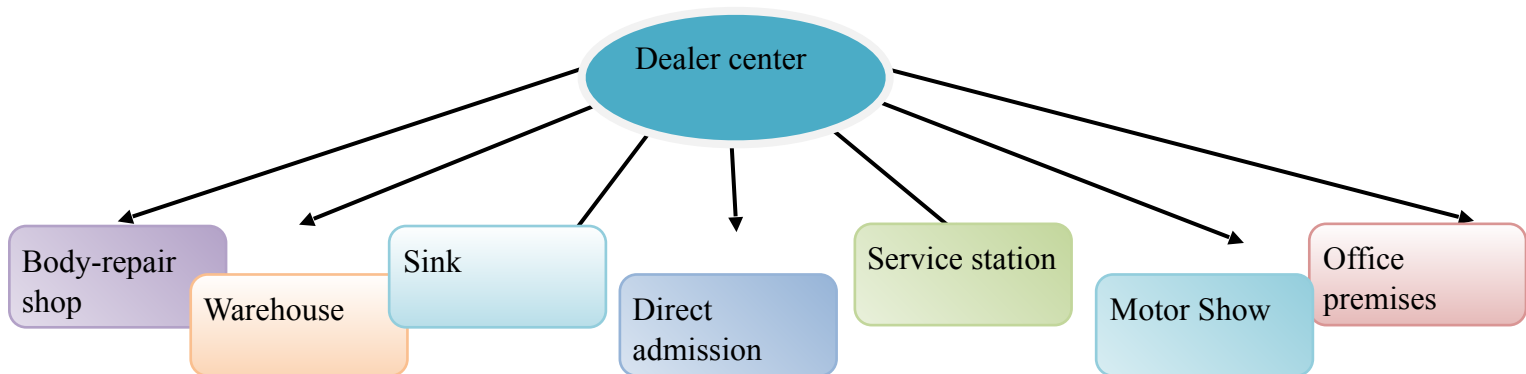 Dealer center
Body-repair
shop
Warehouse
Sink
Direct
admission
Service station
Motor Show
Office
premises